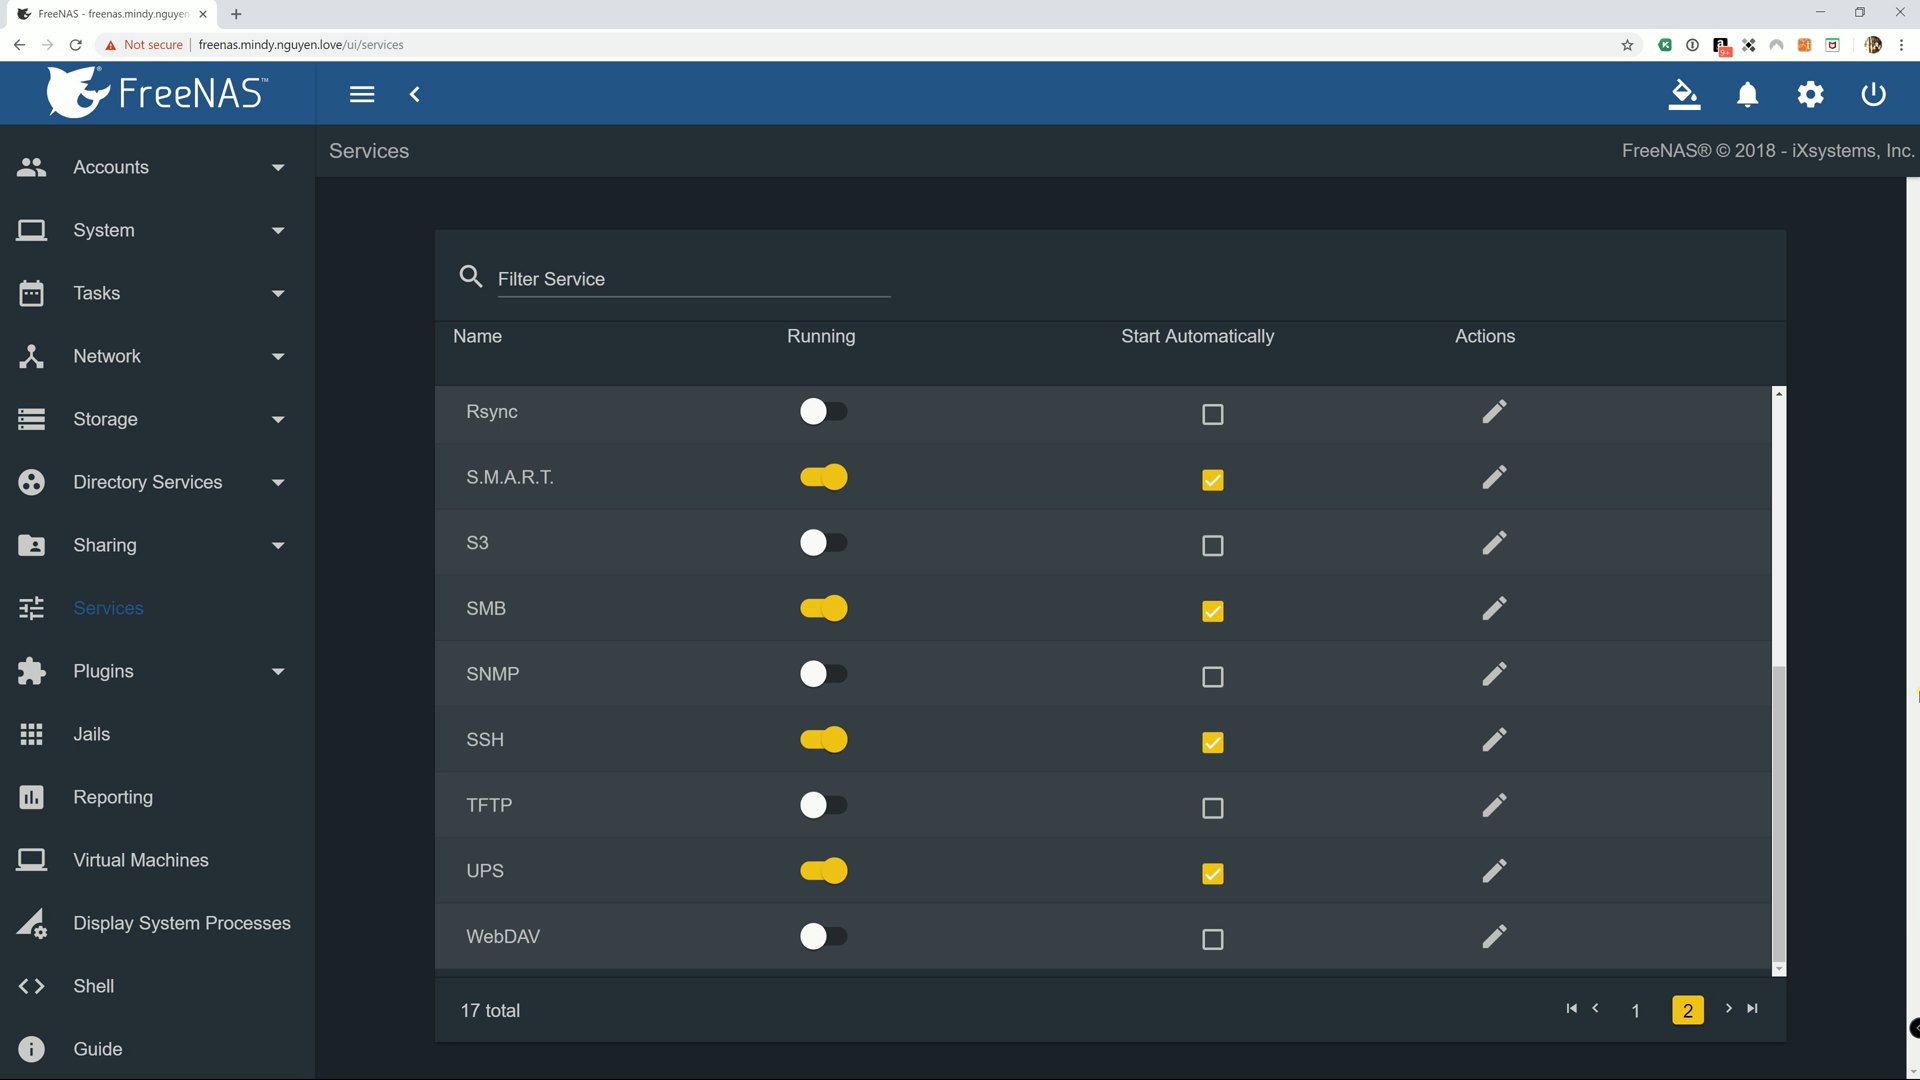 FreeNAS - freenas.mindy.nguyen
Not secure
freenas.mindy.nguyen.love/ui/services
9+
FreeNAS™
Services
FreeNAS® © 2018 - iXsystems, Inc.
Accounts
System
Tasks
Network
Storage
Directory Services
Sharing
Services
Plugins
Jails
Reporting
Virtual Machines
Display System Processes
Shell
Guide
Filter Service
Name Running Start Automatically Actions
Rsync
S.M.A.R.T.
S3
SMB
SNMP
SSH
TFTP
UPS
WebDAV
17 total
1 2